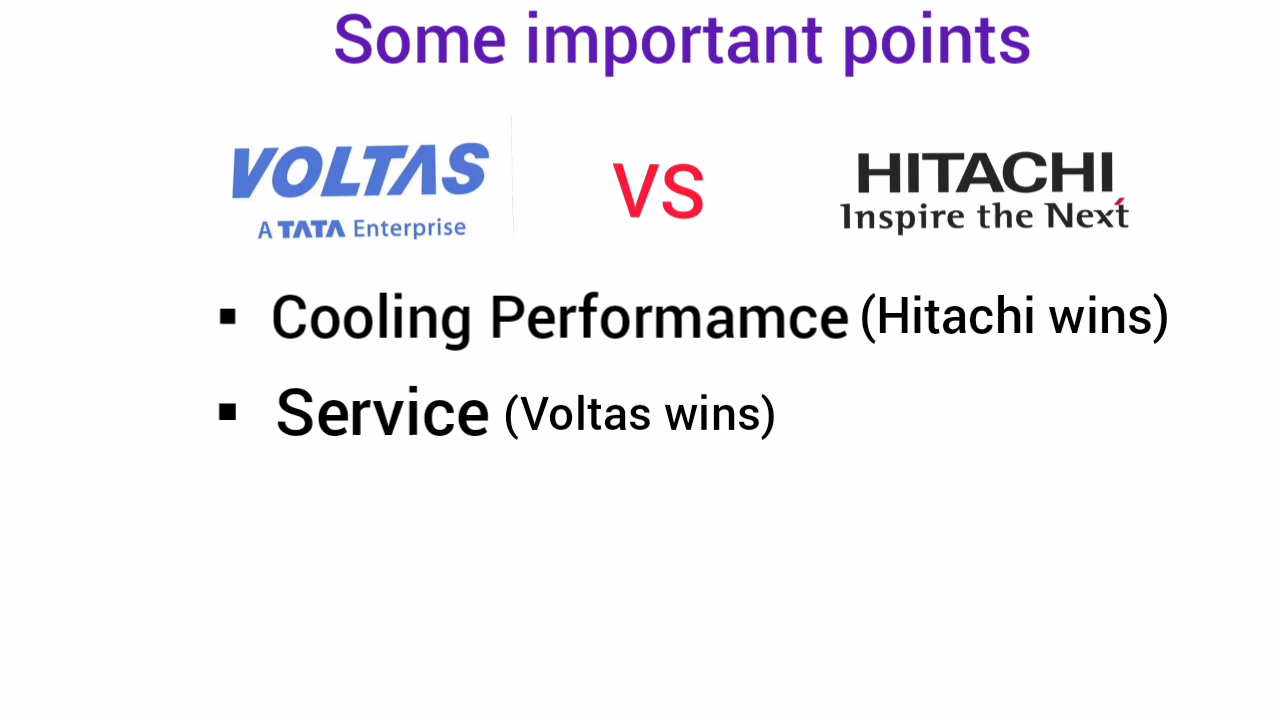 Some important points
VOLTAS
A TATA Enterprise
vs
HITACHI
Inspire the Next
▪ Cooling Performamce (Hitachi wins)
▪ Service (Voltas wins)